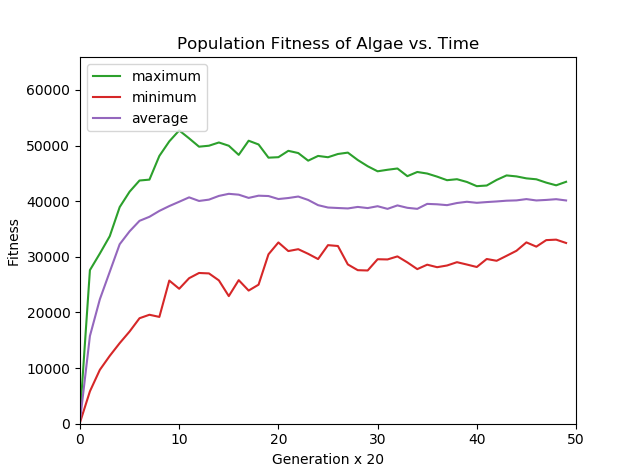 Population Fitness of Algae vs. Time
maximum
minimum
average
60000
50000
40000
30000
20000
10000
0
Fitness
0 10 20 30 40 50
Generation x 20